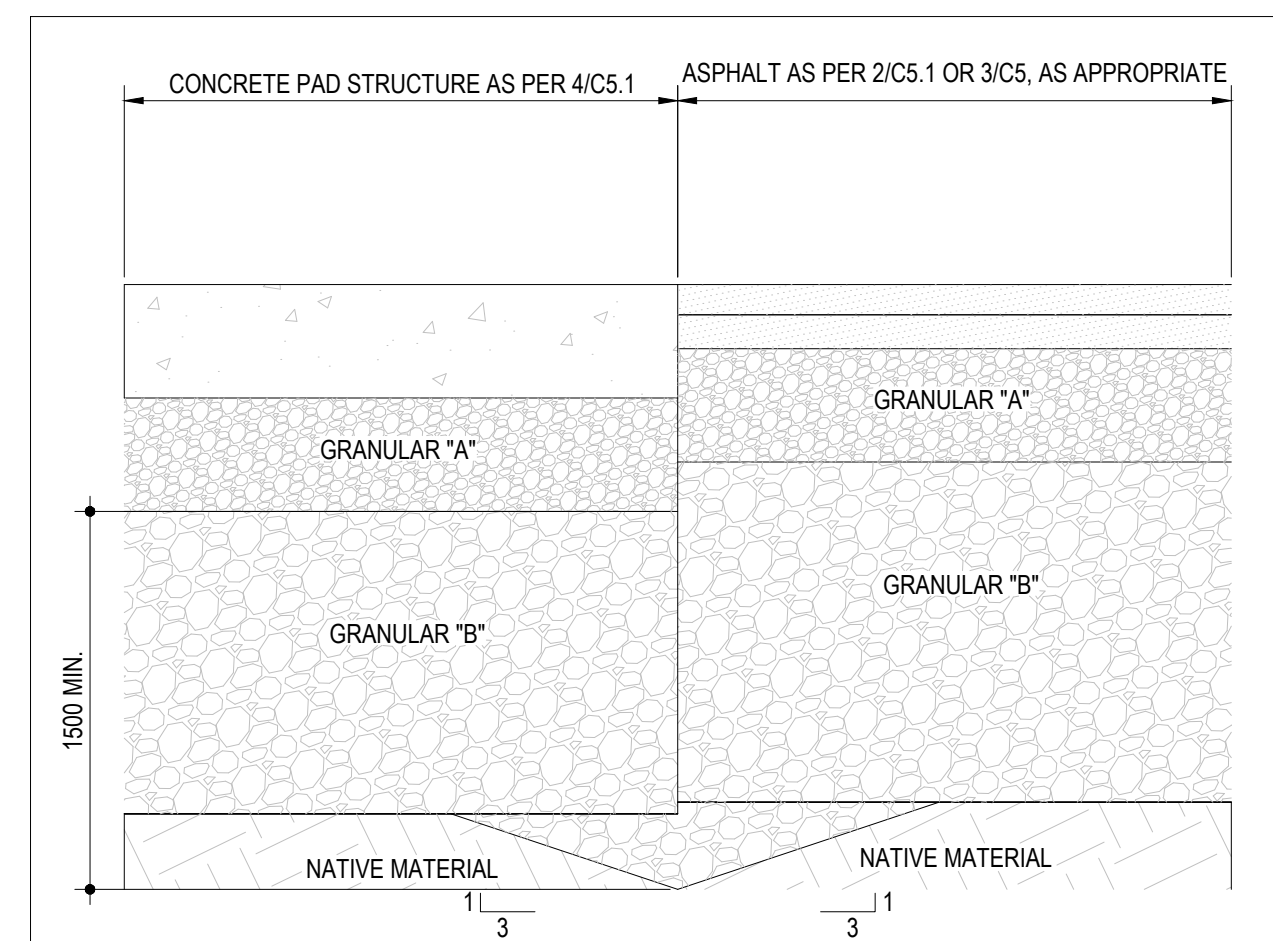 CONCRETE PAD STRUCTURE AS PER 4/C5.1
ASPHALT AS PER 2/C5.1 OR 3/C5, AS APPROPRIATE
GRANULAR "A"
GRANULAR "A"
GRANULAR "B"
GRANULAR "B"
1500 MIN.
NATIVE MATERIAL
NATIVE MATERIAL
1
3
1
3